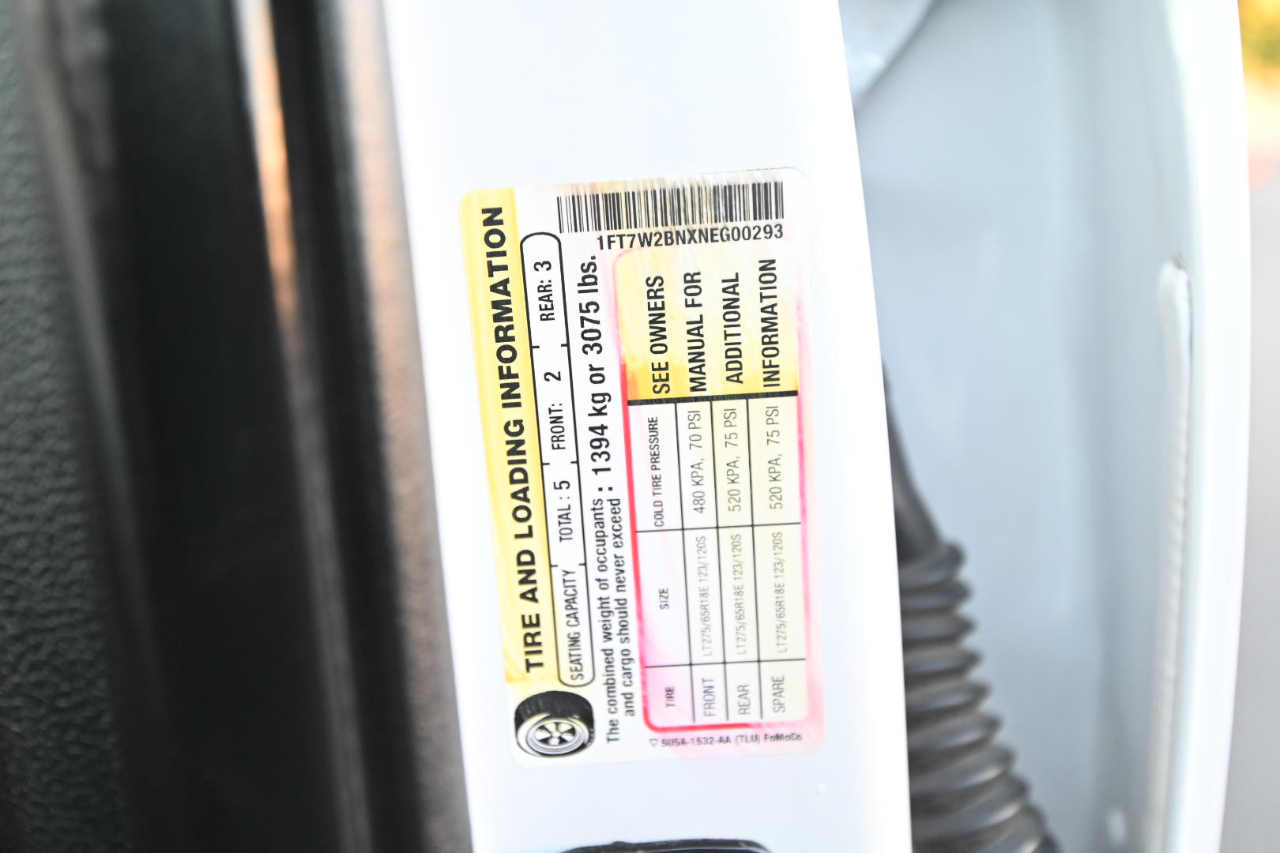 TIRE AND LOADING INFORMATION
SEATING CAPACITY TOTAL : 5 FRONT: 2 REAR: 3
The combined weight of occupants
and cargo should never exceed : 1394 kg or 3075 lbs.
1FT7W2BNXNEG00293
TIRE SIZE COLD TIRE PRESSURE
FRONT LT275/65R18E 123/120S 480 KPA, 70 PSI
REAR LT275/65R18E 123/120S 520 KPA, 75 PSI
SPARE LT275/65R18E 123/120S 520 KPA, 75 PSI
SEE OWNERS
MANUAL FOR
ADDITIONAL
INFORMATION
5U5A-1532-AA (TLU) FoMoCo